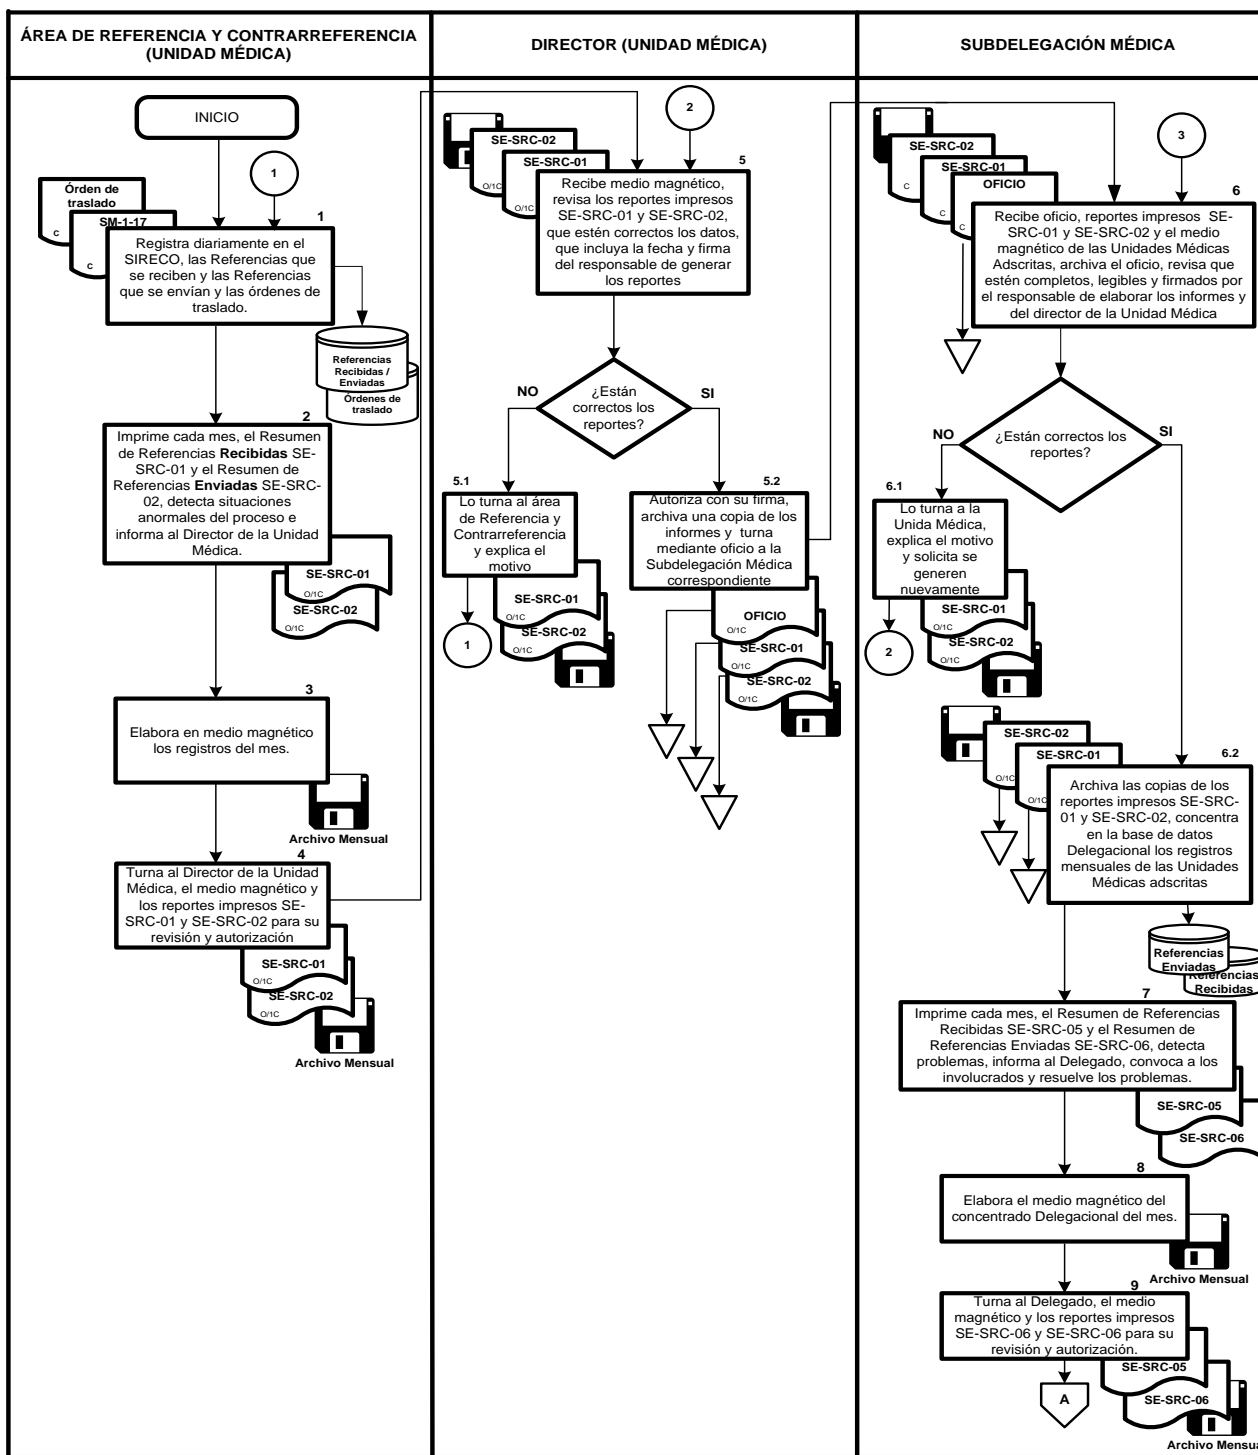 ÁREA DE REFERENCIA Y CONTRARREFERENCIA
(UNIDAD MÉDICA)
DIRECTOR (UNIDAD MÉDICA)
SUBDELEGACIÓN MÉDICA
INICIO
1
Órden de
traslado
C
SM-1-17
C
1
Registra diariamente en el
SIRECO, las Referencias que
se reciben y las Referencias
que se envían y las órdenes de
traslado.
Referencias
Recibidas /
Enviadas
Órdenes de
traslado
2
Imprime cada mes, el Resumen
de Referencias Recibidas SE-
SRC-01 y el Resumen de
Referencias Enviadas SE-SRC-
02, detecta situaciones
anormales del proceso e
informa al Director de la Unidad
Médica.
SE-SRC-01
O/1C
SE-SRC-02
O/1C
3
Elabora en medio magnético
los registros del mes.
Archivo Mensual
4
Turna al Director de la Unidad
Médica, el medio magnético y
los reportes impresos SE-
SRC-01 y SE-SRC-02 para su
revisión y autorización
SE-SRC-01
O/1C
SE-SRC-02
O/1C
Archivo Mensual
2
SE-SRC-02
O/1C
SE-SRC-01
O/1C
5
Recibe medio magnético,
revisa los reportes impresos
SE-SRC-01 y SE-SRC-02,
que estén correctos los datos,
que incluya la fecha y firma
del responsable de generar
los reportes
¿Están
correctos los
reportes?
NO
SI
5.1
Lo turna al área
de Referencia y
Contrarreferencia
y explica el
motivo
SE-SRC-01
O/1C
SE-SRC-02
O/1C
1
5.2
Autoriza con su firma,
archiva una copia de los
informes y turna
mediante oficio a la
Subdelegación Médica
correspondiente
OFICIO
O/1C
SE-SRC-01
O/1C
SE-SRC-02
O/1C
3
SE-SRC-02
C
SE-SRC-01
C
OFICIO
C
6
Recibe oficio, reportes impresos SE-
SRC-01 y SE-SRC-02 y el medio
magnético de las Unidades Médicas
Adscritas, archiva el oficio, revisa que
estén completos, legibles y firmados por
el responsable de elaborar los informes y
del director de la Unidad Médica
¿Están correctos los
reportes?
NO
SI
6.1
Lo turna a la
Unida Médica,
explica el motivo
y solicita se
generen
nuevamente
SE-SRC-01
O/1C
SE-SRC-02
O/1C
2
SE-SRC-02
O/1C
SE-SRC-01
O/1C
6.2
Archiva las copias de los
reportes impresos SE-SRC-
01 y SE-SRC-02, concentra
en la base de datos
Delegacional los registros
mensuales de las Unidades
Médicas adscritas
Referencias
Enviadas
Referencias
Recibidas
7
Imprime cada mes, el Resumen de Referencias
Recibidas SE-SRC-05 y el Resumen de
Referencias Enviadas SE-SRC-06, detecta
problemas, informa al Delegado, convoca a los
involucrados y resuelve los problemas.
SE-SRC-05
SE-SRC-06
8
Elabora el medio magnético del
concentrado Delegacional del mes.
Archivo Mensual
9
Turna al Delegado, el medio
magnético y los reportes impresos
SE-SRC-06 y SE-SRC-06 para su
revisión y autorización.
SE-SRC-05
SE-SRC-06
A
Archivo Mensual